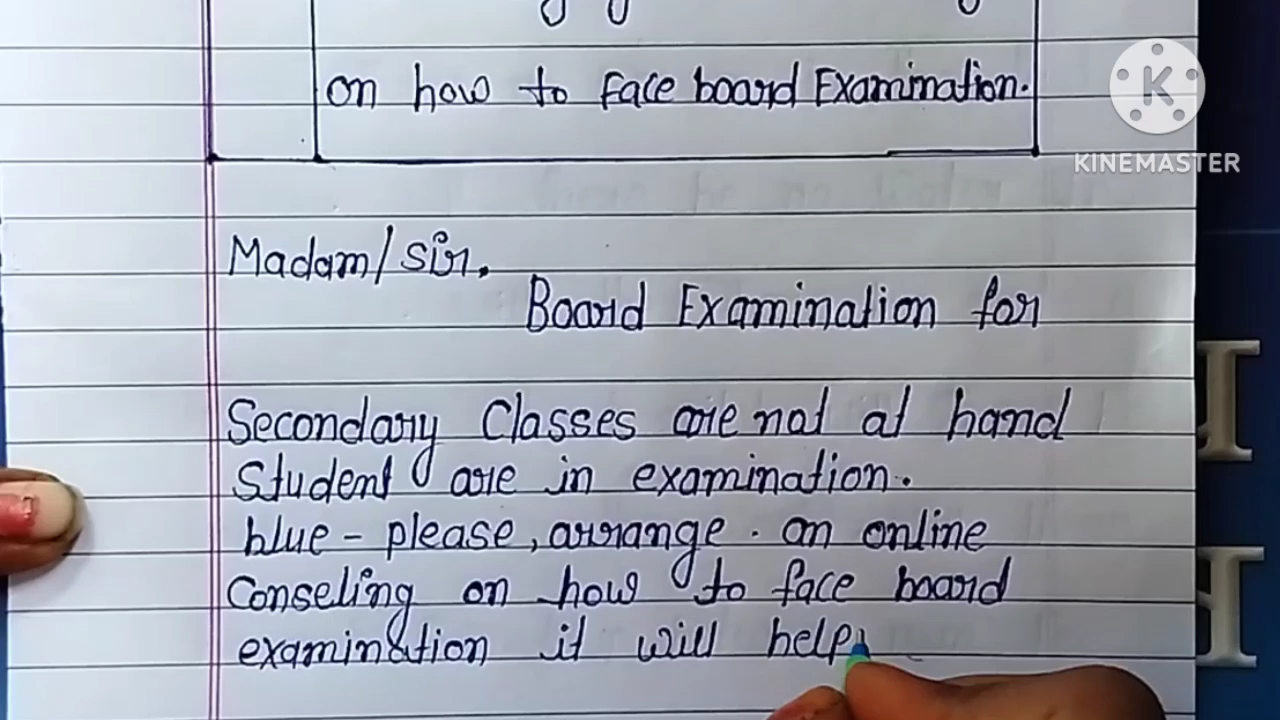 on how to face board Examination.
KINEMASTER
Madam/Sir.
Board Examination for
Secondary Classes are not at hand
Student are in examination.
blue - please, arrange . an online
Conseling on how to face board
examination it will help